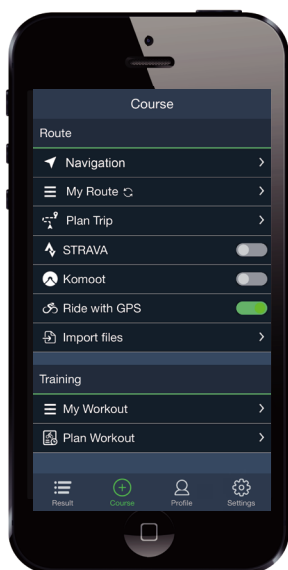 Course
Route
Navigation
My Route
Plan Trip
STRAVA
Komoot
Ride with GPS
Import files
Training
My Workout
Plan Workout
Result Course Profile Settings